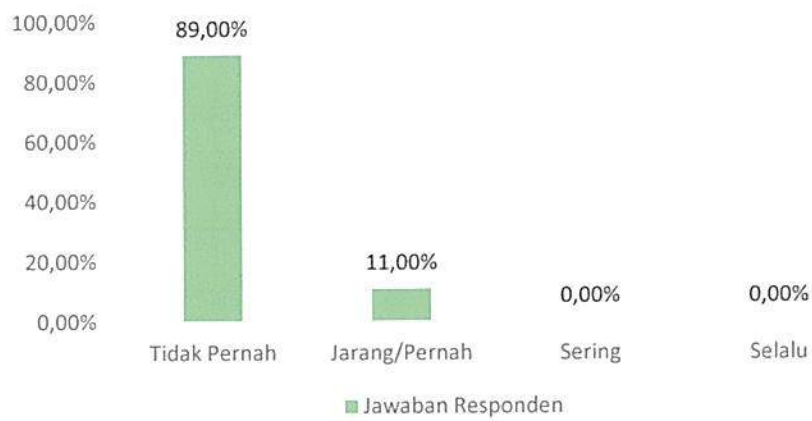 100,00%
89,00%
80,00%
60,00%
40,00%
20,00%
11,00%
0,00%
0,00%
0,00%
Tidak Pernah
Jarang/Pernah
Sering
Selalu
Jawaban Responden